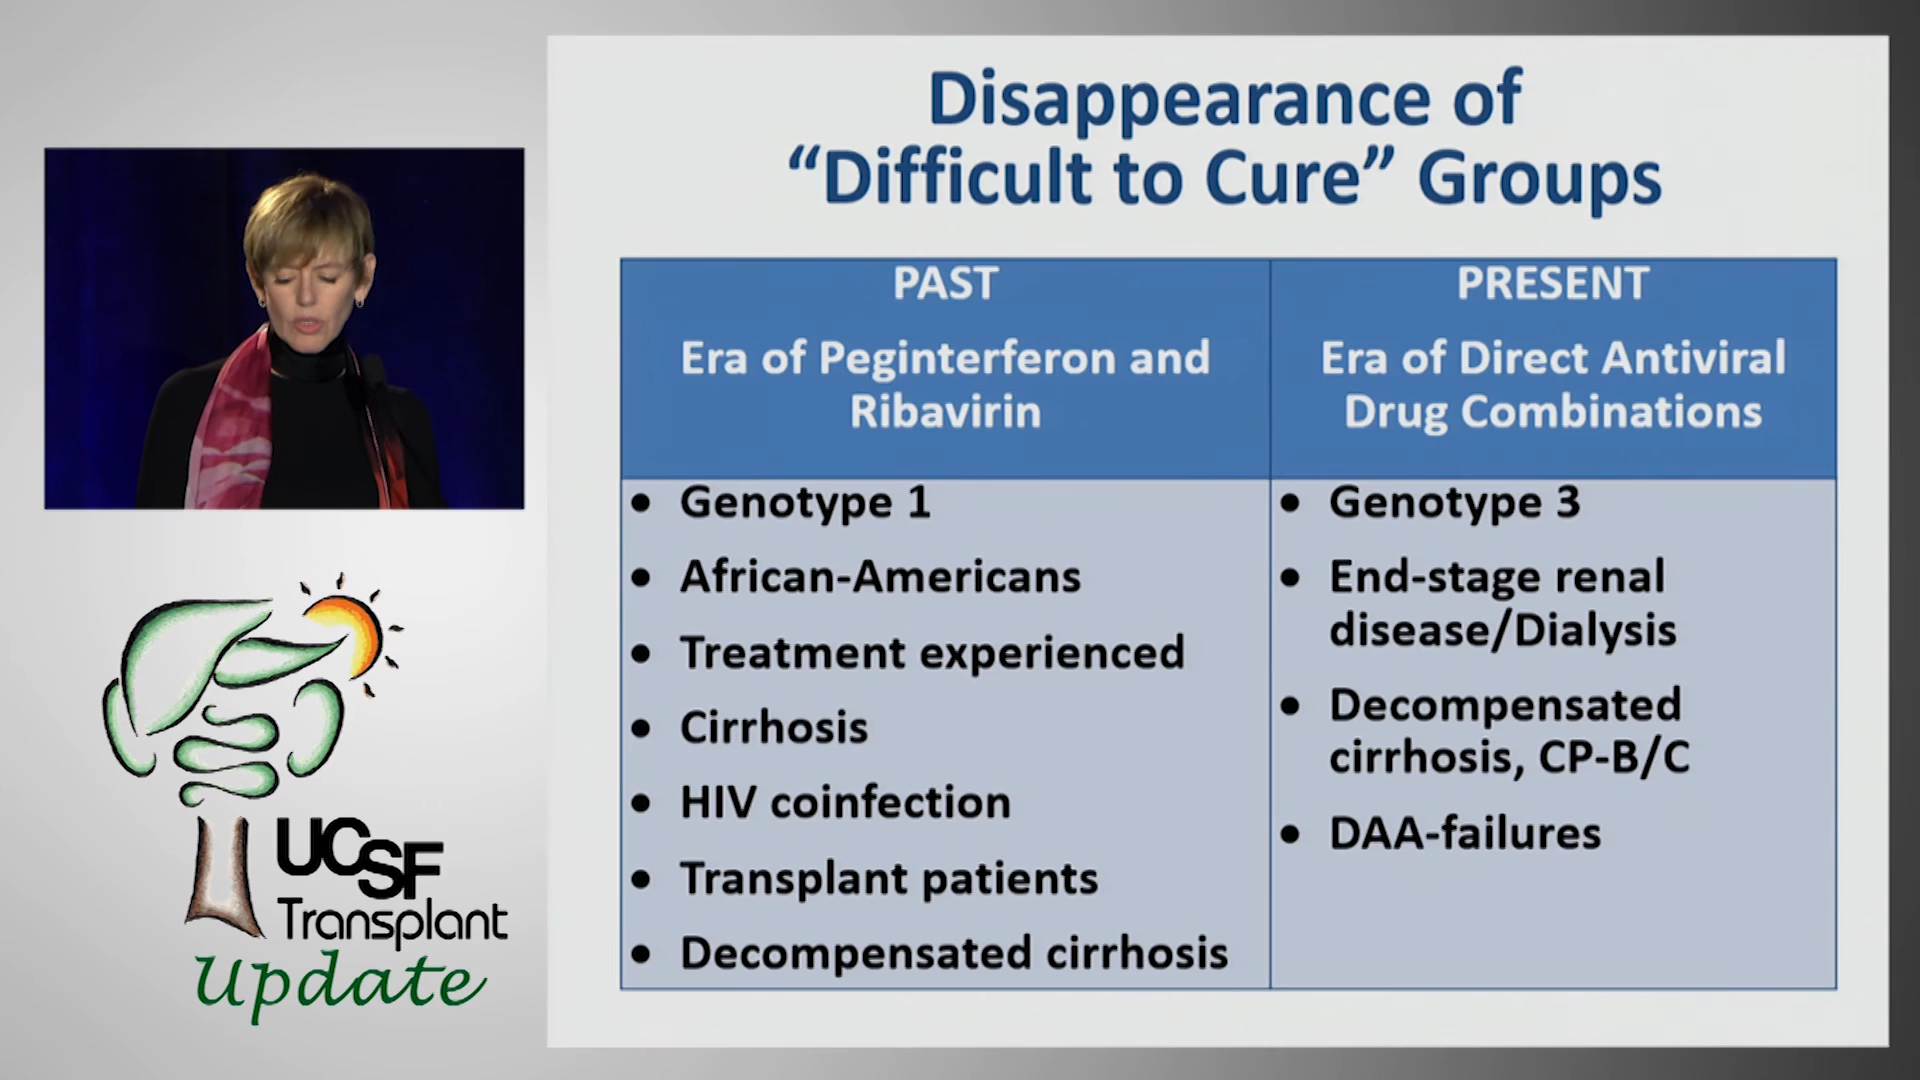 Disappearance of
“Difficult to Cure” Groups
PAST
Era of Peginterferon and
Ribavirin
PRESENT
Era of Direct Antiviral
Drug Combinations
• Genotype 1
• African-Americans
• Treatment experienced
• Cirrhosis
• HIV coinfection
• Transplant patients
• Decompensated cirrhosis
• Genotype 3
• End-stage renal
disease/Dialysis
• Decompensated
cirrhosis, CP-B/C
• DAA-failures
UCSF
Transplant
Update